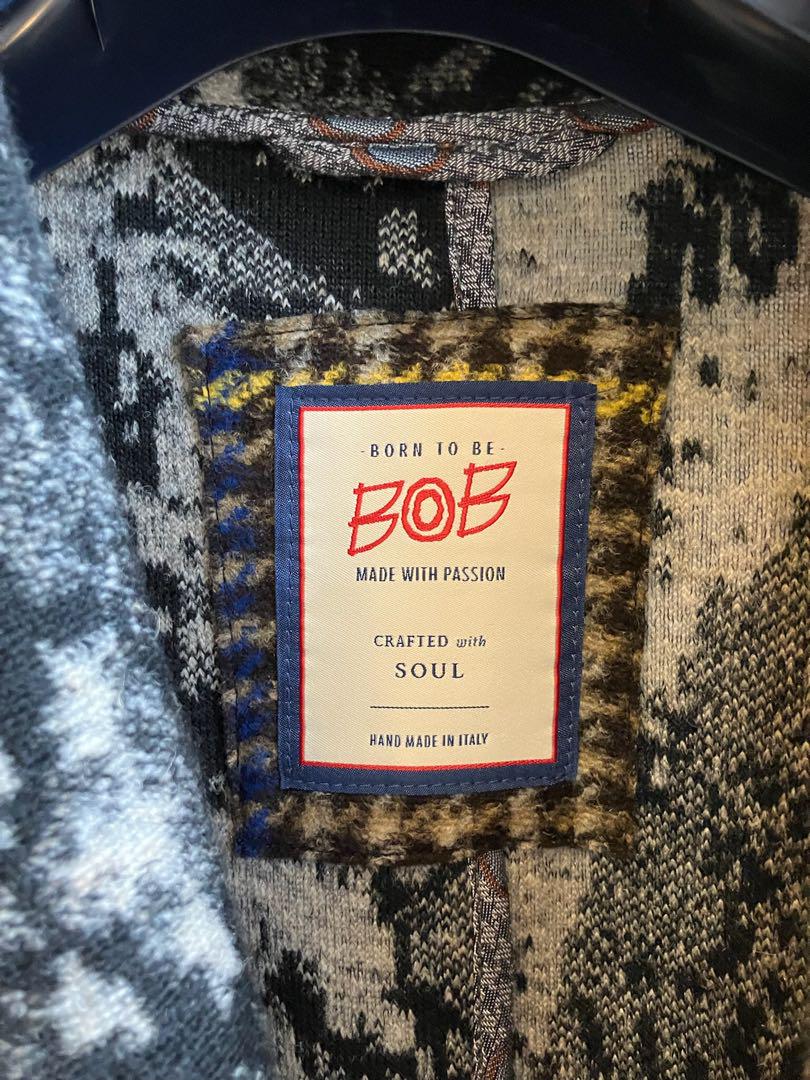 - BORN TO BE -
BOB
MADE WITH PASSION
CRAFTED with
SOUL
HAND MADE IN ITALY